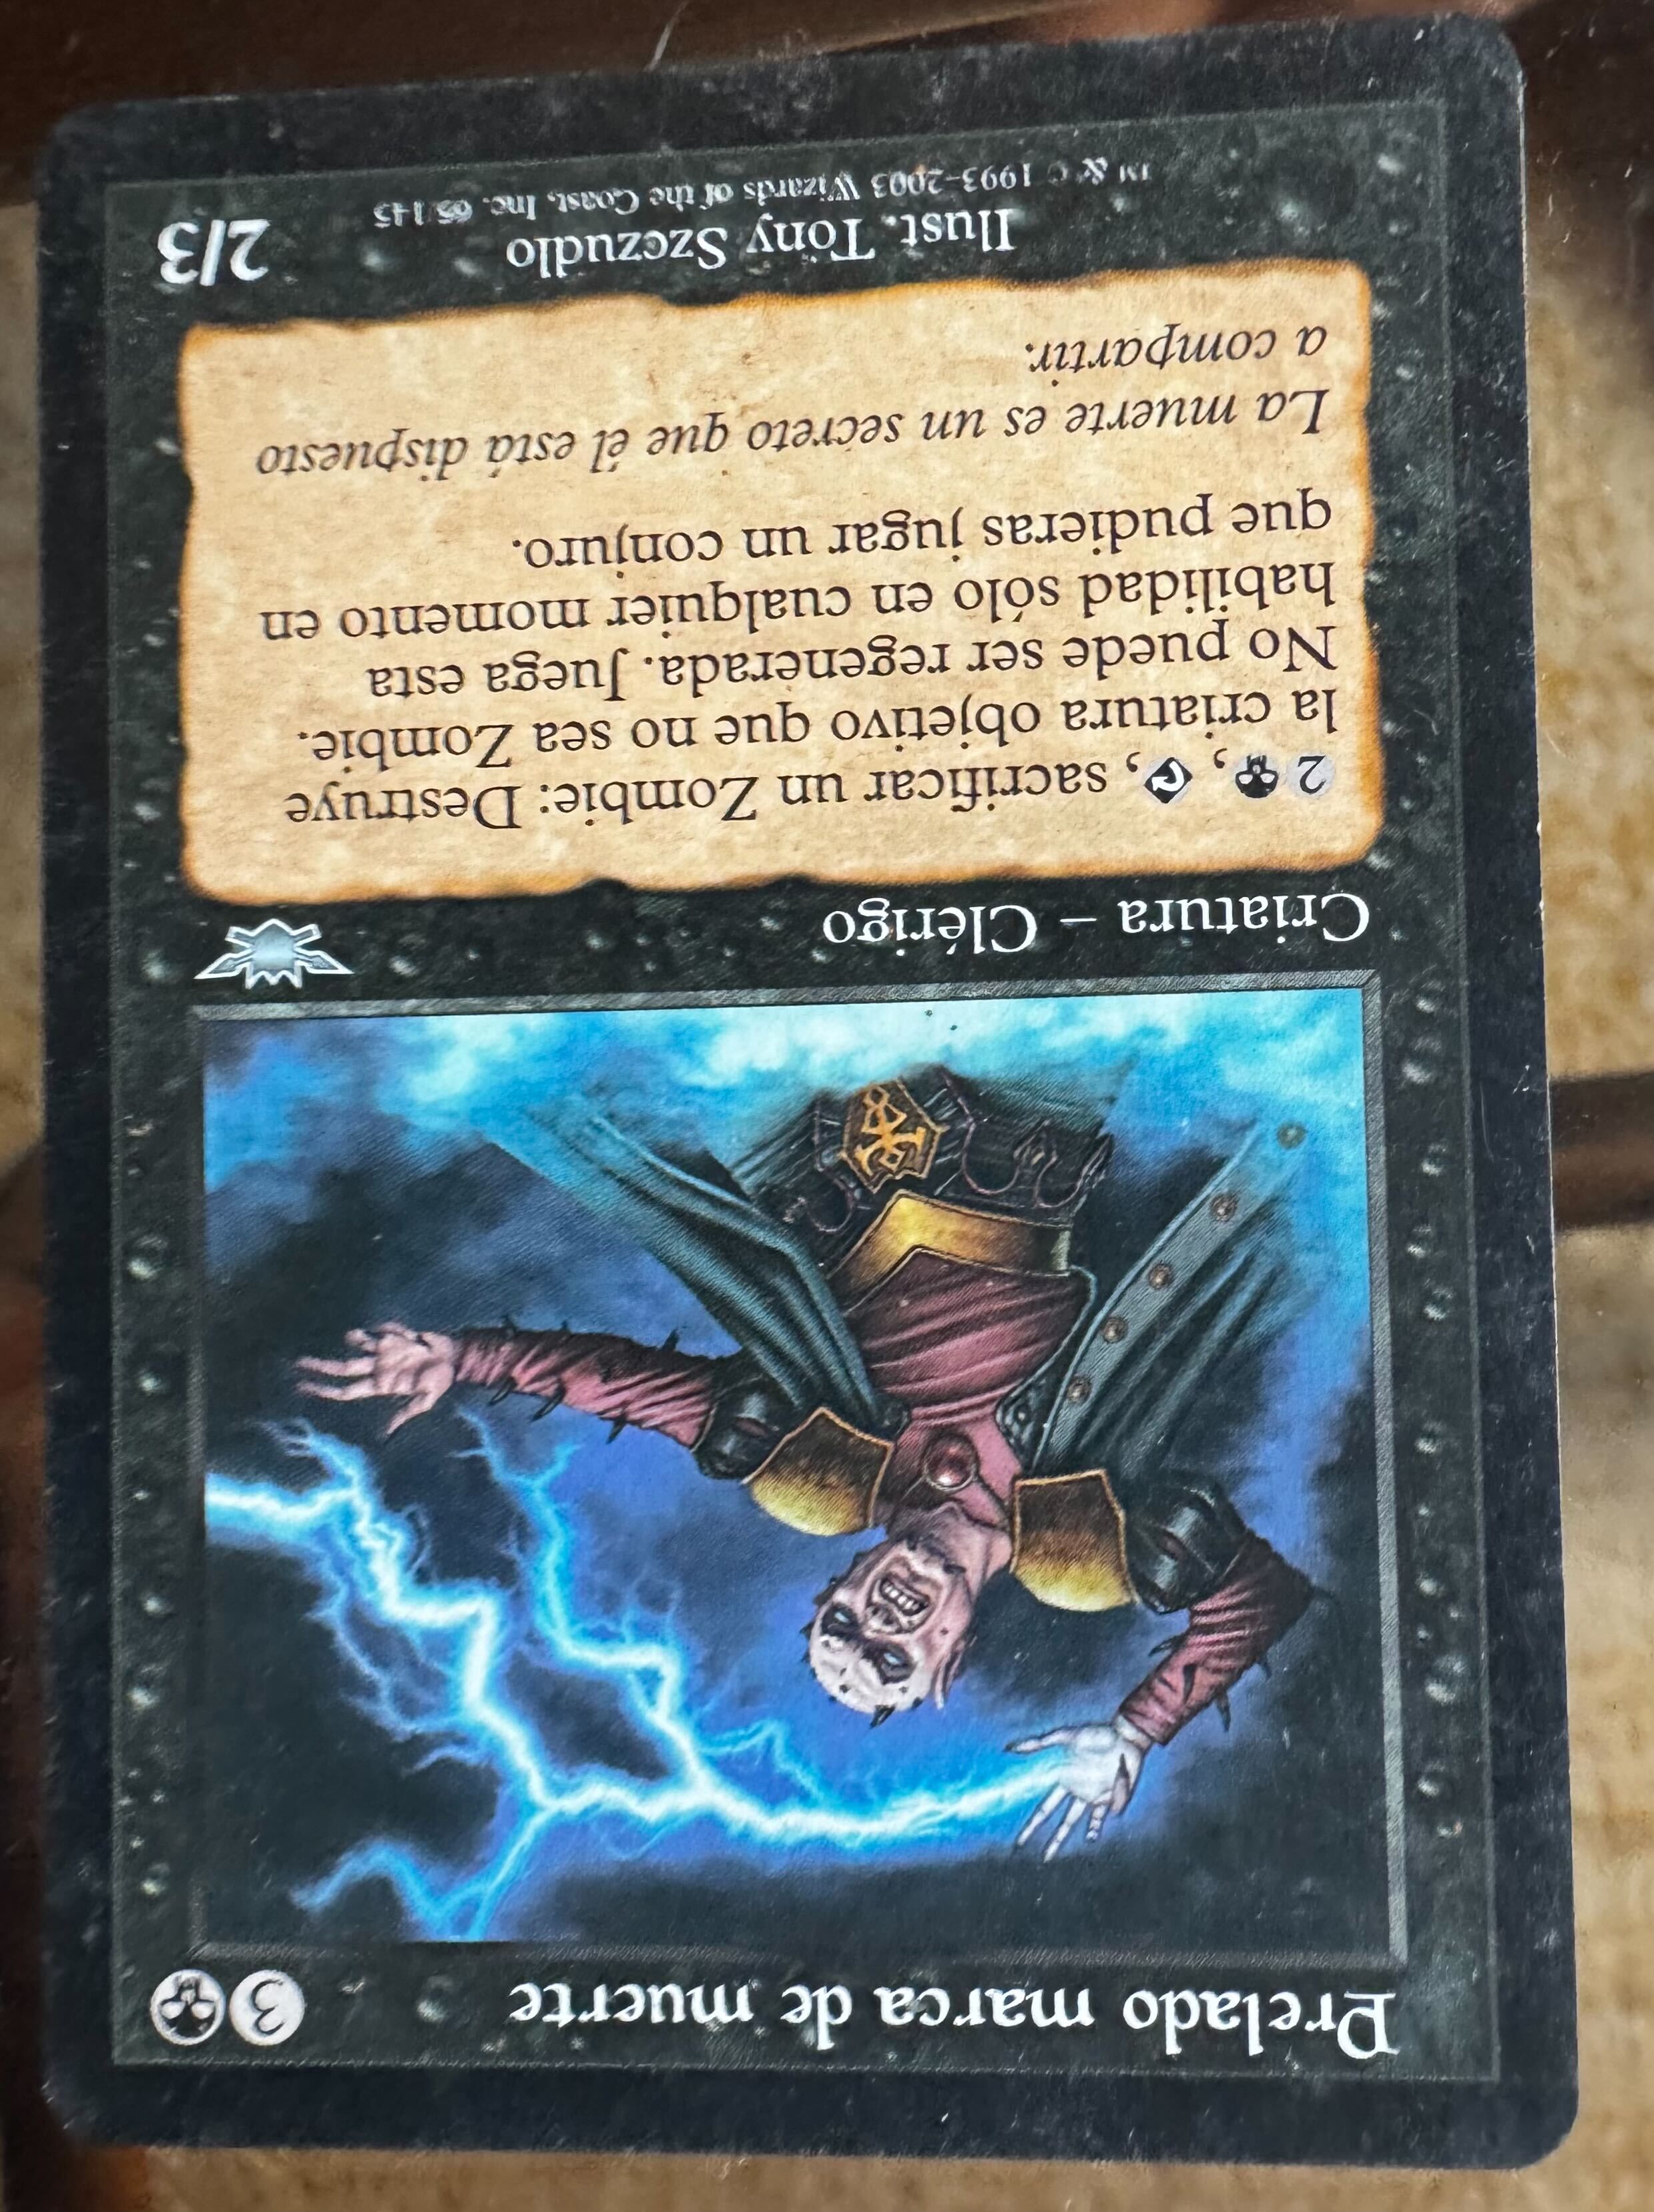 Prelado marca de muerte
3
Criatura – Clérigo
2, sacrificar un Zombie: Destruye
la criatura objetivo que no sea Zombie.
No puede ser regenerada. Juega esta
habilidad sólo en cualquier momento en
que pudieras jugar un conjuro.
La muerte es un secreto que él está dispuesto
a compartir.
Ilust. Tony Szczudlo
2/3
™ & © 1993-2003 Wizards of the Coast, Inc. 65/145